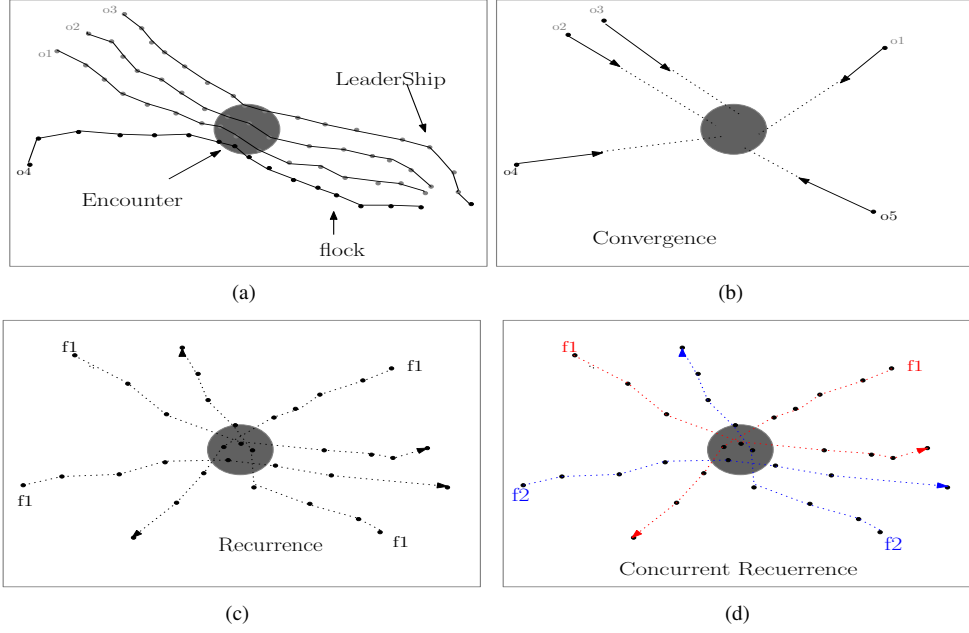 o3
o2
o1
LeaderShip
o4
Encounter
flock
(a)
o3
o2
o1
o4
o5
Convergence
(b)
f1
f1
f1
f1
Recurrence
(c)
f1
f1
f2
f2
Concurrent Recuerrence
(d)